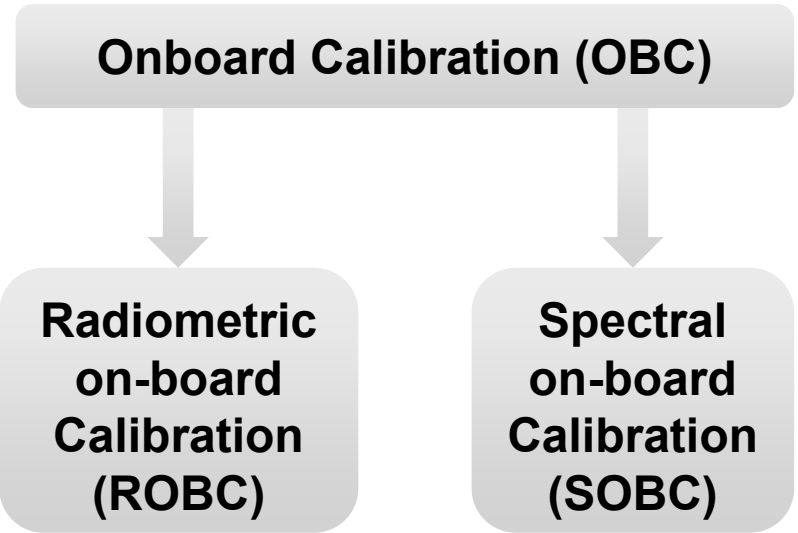 Onboard Calibration (OBC)
Radiometric
on-board
Calibration
(ROBC)
Spectral
on-board
Calibration
(SOBC)